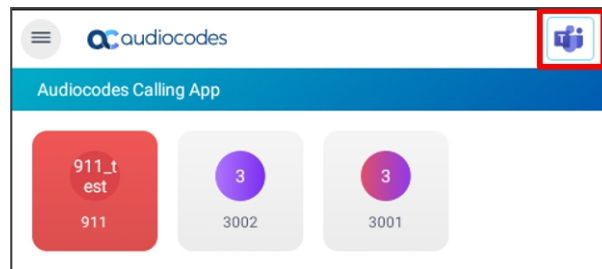 audiocodes
T
Audiocodes Calling App
911_t
est
911
3
3002
3
3001